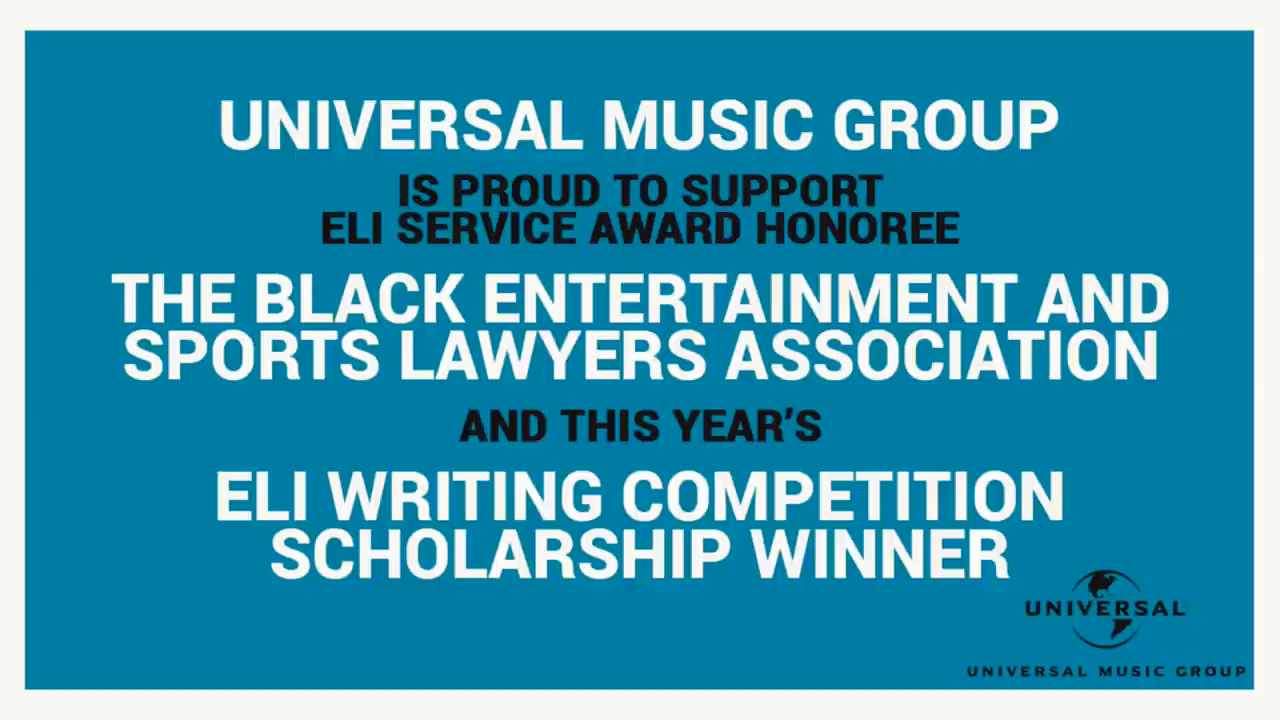 UNIVERSAL MUSIC GROUP
IS PROUD TO SUPPORT
ELI SERVICE AWARD HONOREE
THE BLACK ENTERTAINMENT AND
SPORTS LAWYERS ASSOCIATION
AND THIS YEAR'S
ELI WRITING COMPETITION
SCHOLARSHIP WINNER
UNIVERSAL
UNIVERSAL MUSIC GROUP